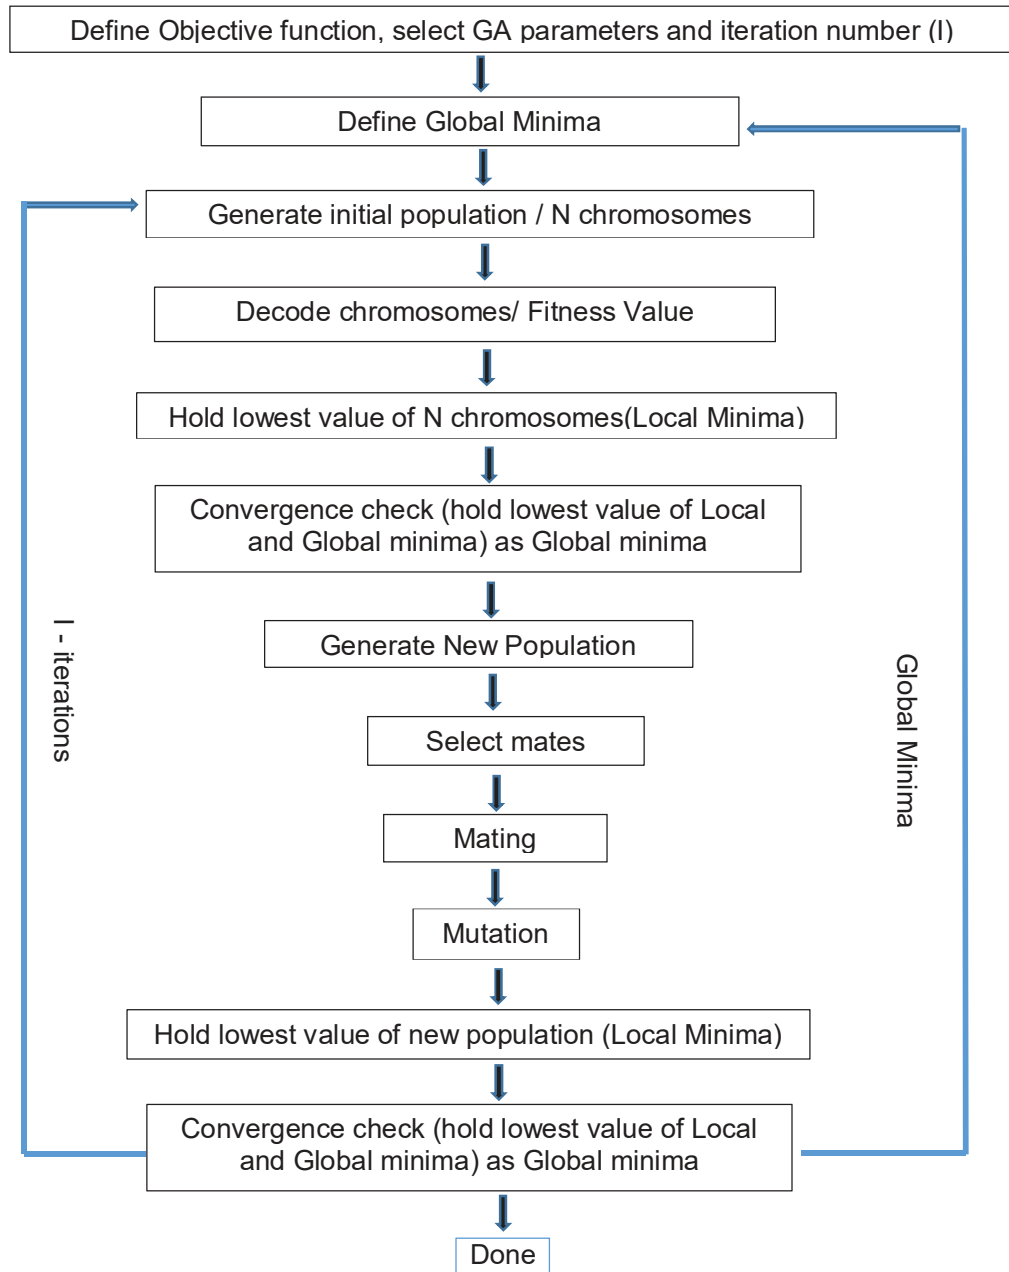 Define Objective function, select GA parameters and iteration number (I)
Define Global Minima
Generate initial population / N chromosomes
Decode chromosomes/ Fitness Value
Hold lowest value of N chromosomes(Local Minima)
Convergence check (hold lowest value of Local
and Global minima) as Global minima
Generate New Population
Select mates
Mating
Mutation
Hold lowest value of new population (Local Minima)
Convergence check (hold lowest value of Local
and Global minima) as Global minima
Done
I - iterations
Global Minima